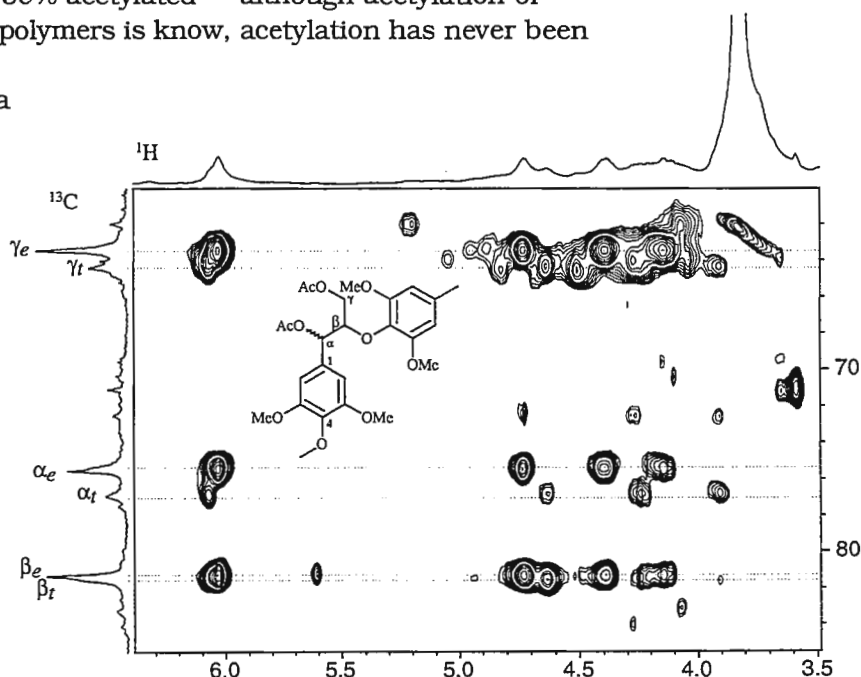 80% acetylated — although acetylation of
polymers is know, acetylation has never been
a
¹H
¹³C
γe
γt
AcO
MeO
γ
AcO
β
α
O
OMe
1
MeO
OMe
4
O
70
αe
αt
80
βe
βt
6.0 5.5 5.0 4.5 4.0 3.5